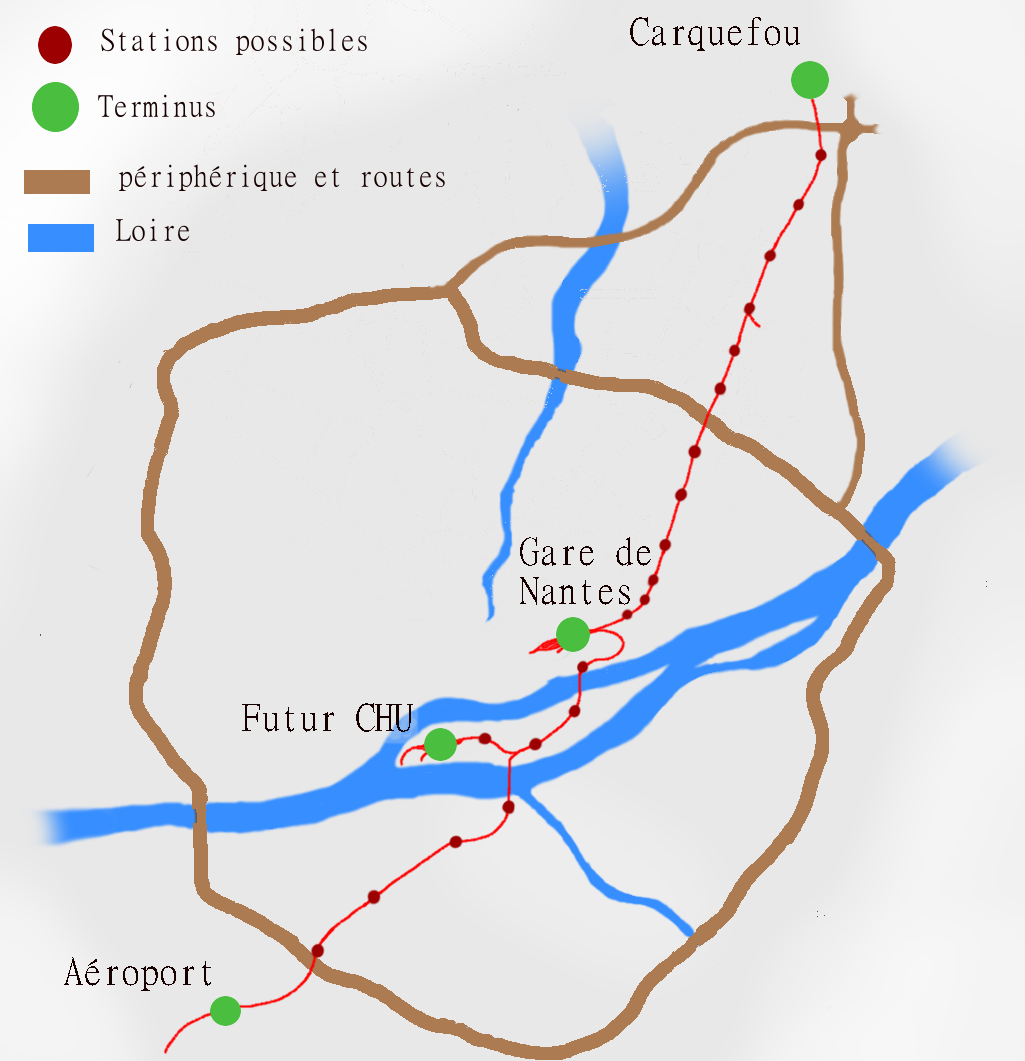 Stations possibles
Terminus
périphérique et routes
Loire
Carquefou
Gare de
Nantes
Futur CHU
Aéroport